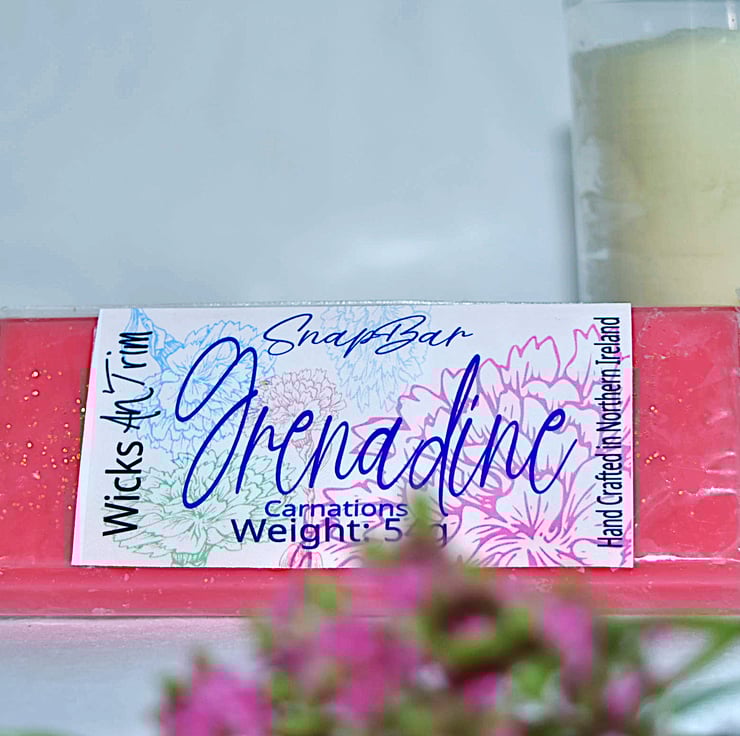 SnapBar
Grenadine
Carnations
Weight:
Wicks AnTrim
Hand Crafted in Northern Ireland